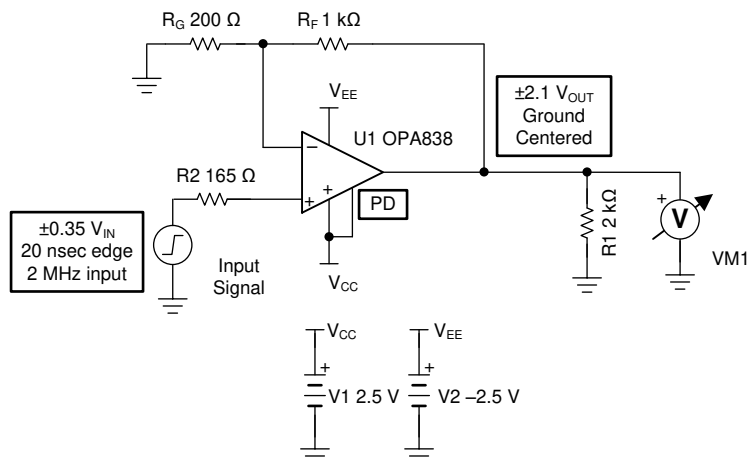 R_G 200 Ω
R_F 1 kΩ
V_EE
±2.1 V_OUT
Ground
Centered
U1 OPA838
−
+
+
R2 165 Ω
PD
±0.35 V_IN
20 nsec edge
2 MHz input
Input
Signal
V_CC
R1 2 kΩ
+
V
VM1
V_CC
V_EE
+
+
V1 2.5 V
V2 –2.5 V